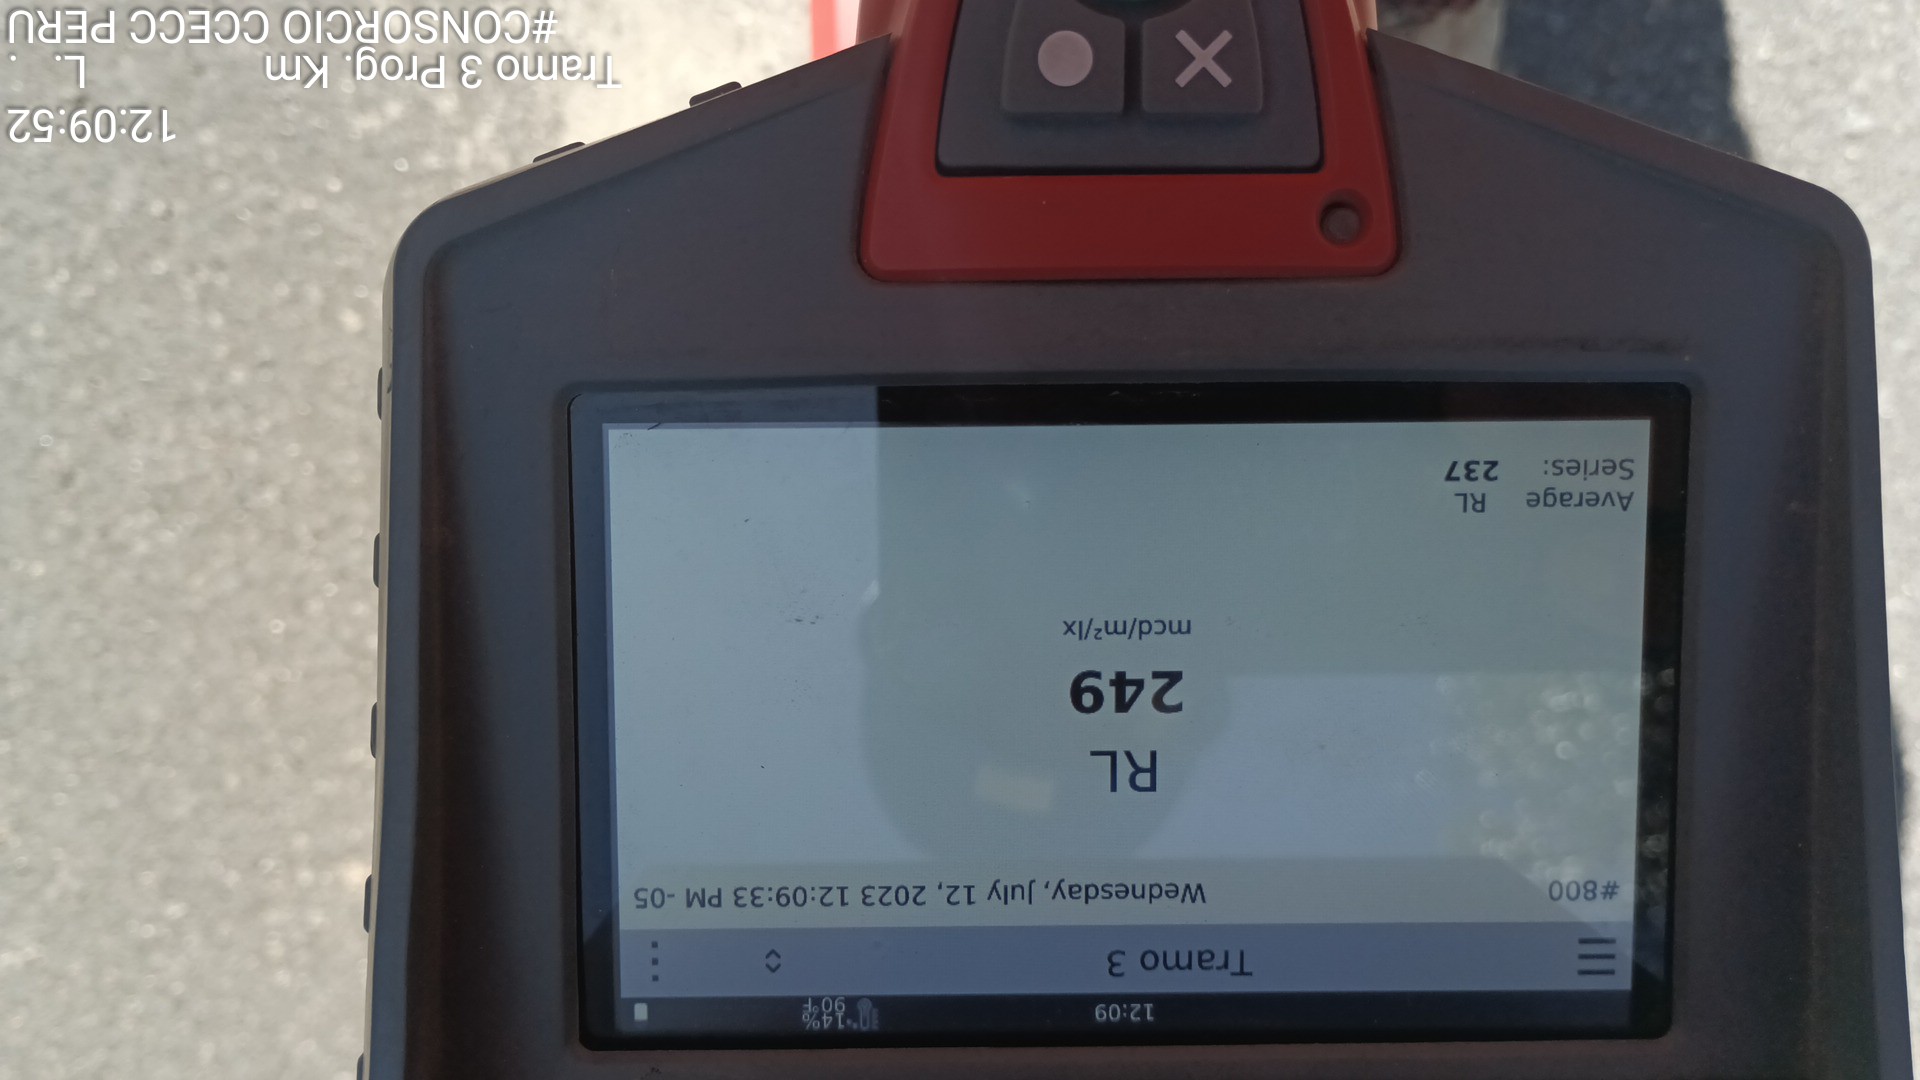 12:09
14%
90°F
Tramo 3
#800
Wednesday, July 12, 2023 12:09:33 PM -05
RL
249
mcd/m²/lx
Average RL
Series: 237
12:09:52
Tramo 3 Prog. Km L. .
#CONSORCIO CCECC PERU